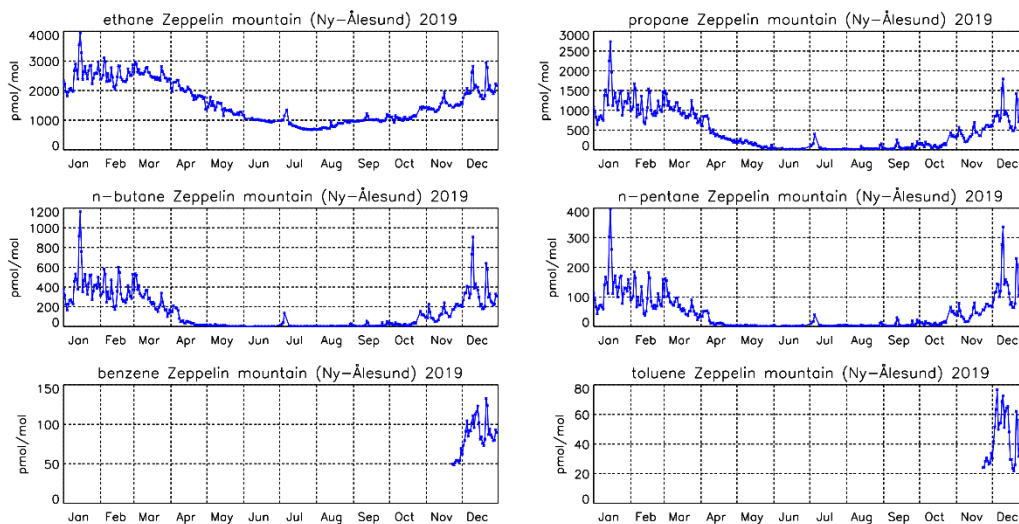 ethane Zeppelin mountain (Ny-Ålesund) 2019
pmol/mol
4000
3000
2000
1000
0
Jan Feb Mar Apr May Jun Jul Aug Sep Oct Nov Dec
propane Zeppelin mountain (Ny-Ålesund) 2019
pmol/mol
3000
2500
2000
1500
1000
500
0
Jan Feb Mar Apr May Jun Jul Aug Sep Oct Nov Dec
n-butane Zeppelin mountain (Ny-Ålesund) 2019
pmol/mol
1200
1000
800
600
400
200
0
Jan Feb Mar Apr May Jun Jul Aug Sep Oct Nov Dec
n-pentane Zeppelin mountain (Ny-Ålesund) 2019
pmol/mol
400
300
200
100
0
Jan Feb Mar Apr May Jun Jul Aug Sep Oct Nov Dec
benzene Zeppelin mountain (Ny-Ålesund) 2019
pmol/mol
150
100
50
0
Jan Feb Mar Apr May Jun Jul Aug Sep Oct Nov Dec
toluene Zeppelin mountain (Ny-Ålesund) 2019
pmol/mol
80
60
40
20
0
Jan Feb Mar Apr May Jun Jul Aug Sep Oct Nov Dec